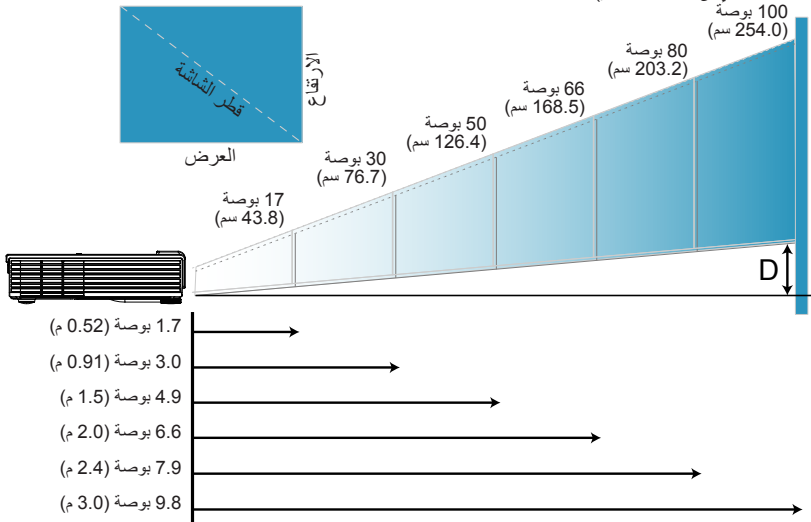 100 بوصة
(254.0 سم)
80 بوصة
(203.2 سم)
66 بوصة
(168.5 سم)
50 بوصة
(126.4 سم)
30 بوصة
(76.7 سم)
17 بوصة
(43.8 سم)
الارتفاع
قطر الشاشة
العرض
D
1.7 بوصة (0.52 م)
3.0 بوصة (0.91 م)
4.9 بوصة (1.5 م)
6.6 بوصة (2.0 م)
7.9 بوصة (2.4 م)
9.8 بوصة (3.0 م)